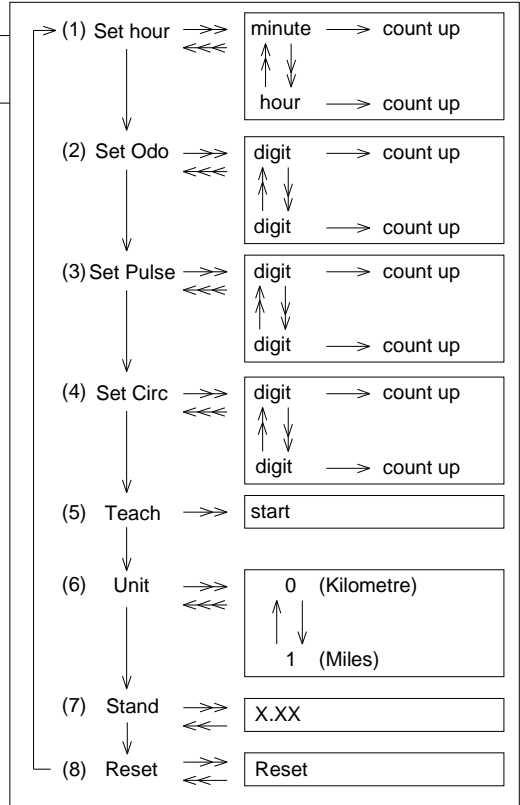 (1) Set hour minute count up
hour count up
(2) Set Odo digit count up
digit count up
(3) Set Pulse digit count up
digit count up
(4) Set Circ digit count up
digit count up
(5) Teach start
(6) Unit 0 (Kilometre)
1 (Miles)
(7) Stand X.XX
(8) Reset Reset